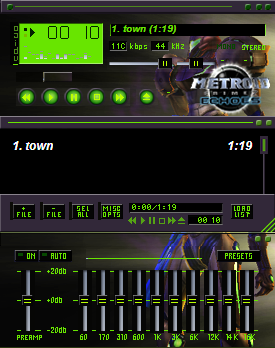 00 10
1. town (1:19)
11C kbps 44 kHz
STEREO
METROID
PRIME
ECHOES
1. town 1:19
+ FILE
- FILE
SEL ALL
MISC OPTS
0:00/1:19
00 10
LOAD LIST
ON AUTO PRESETS
+20db
+0db
+20db
PREAMP 60 170 310 600 1K 3K 6K 12K 14K 16K